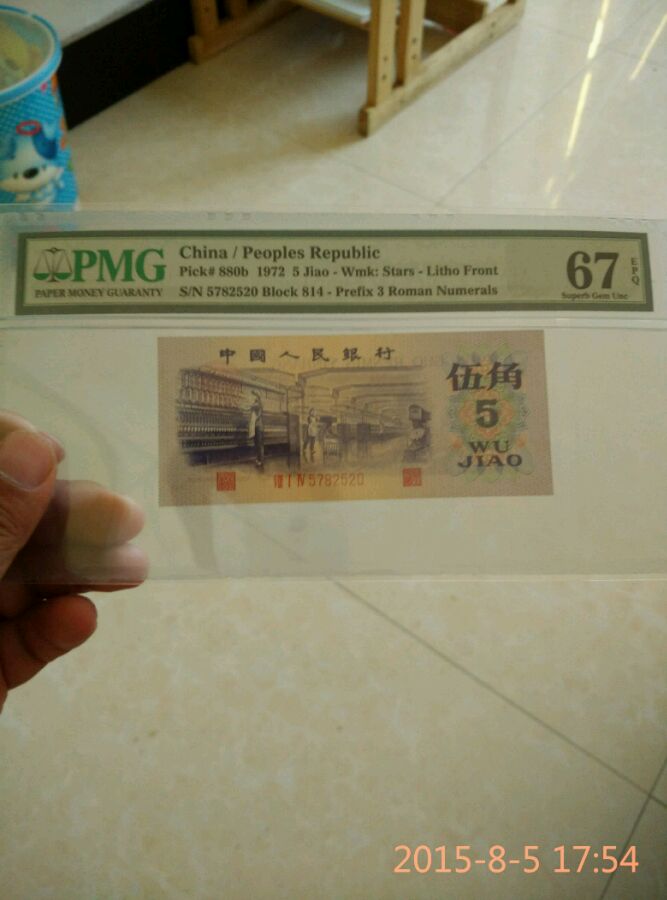 PMG
PAPER MONEY GUARANTY
China / Peoples Republic
Pick# 880b 1972 5 Jiao - Wmk: Stars - Litho Front
S/N 5782520 Block 814 - Prefix 3 Roman Numerals
67 EPQ
Superb Gem Unc
中國人民銀行
伍角
5
WU
JIAO
VIII I IV 5782520
2015-8-5 17:54